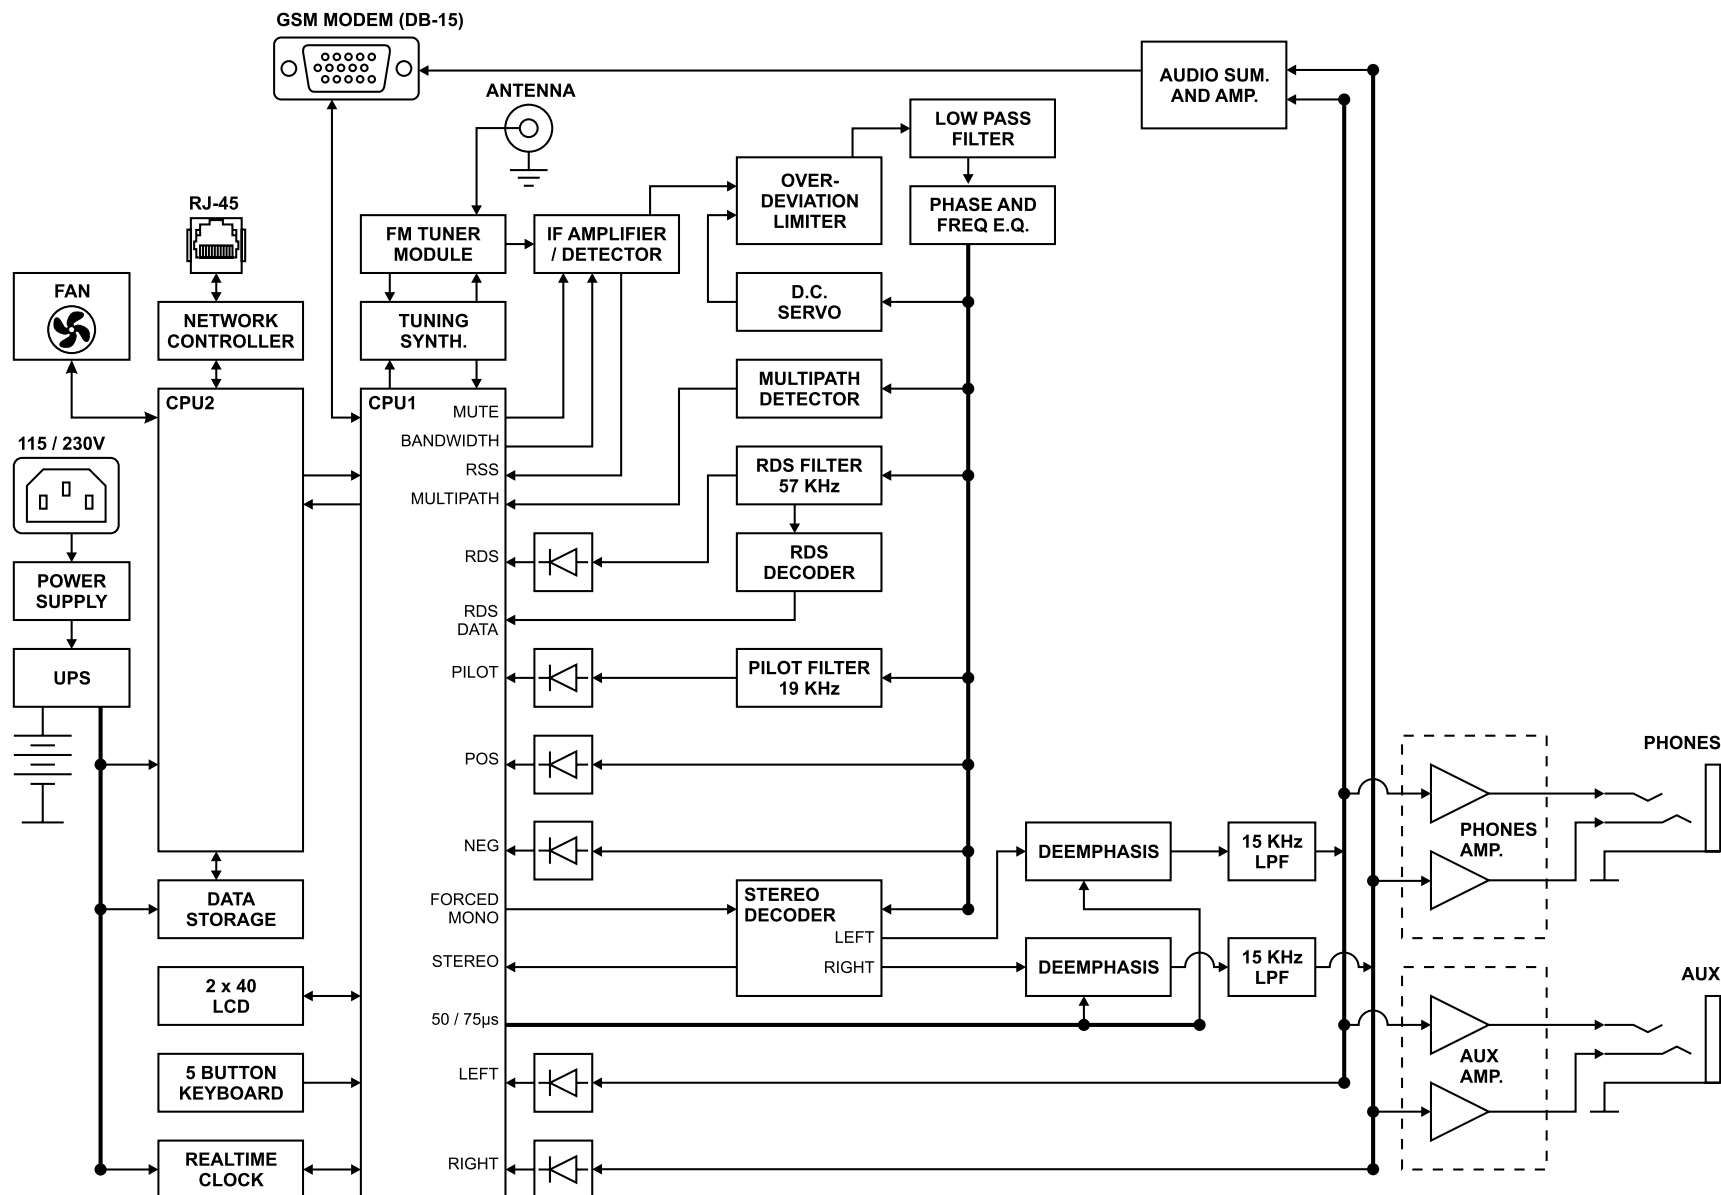 GSM MODEM (DB-15)
ANTENNA
AUDIO SUM.
AND AMP.
LOW PASS
FILTER
OVER-
DEVIATION
LIMITER
PHASE AND
FREQ E.Q.
RJ-45
FM TUNER
MODULE
IF AMPLIFIER
/ DETECTOR
FAN
NETWORK
CONTROLLER
TUNING
SYNTH.
D.C.
SERVO
MULTIPATH
DETECTOR
CPU2
CPU1
MUTE
BANDWIDTH
RSS
MULTIPATH
115 / 230V
RDS FILTER
57 KHz
POWER
SUPPLY
RDS
RDS
DECODER
RDS
DATA
UPS
PILOT
PILOT FILTER
19 KHz
POS
NEG
PHONES
PHONES
AMP.
DEEMPHASIS
15 KHz
LPF
DATA
STORAGE
FORCED
MONO
STEREO
DECODER
LEFT
RIGHT
STEREO
DEEMPHASIS
15 KHz
LPF
AUX
2 x 40
LCD
50 / 75µs
AUX
AMP.
5 BUTTON
KEYBOARD
LEFT
REALTIME
CLOCK
RIGHT